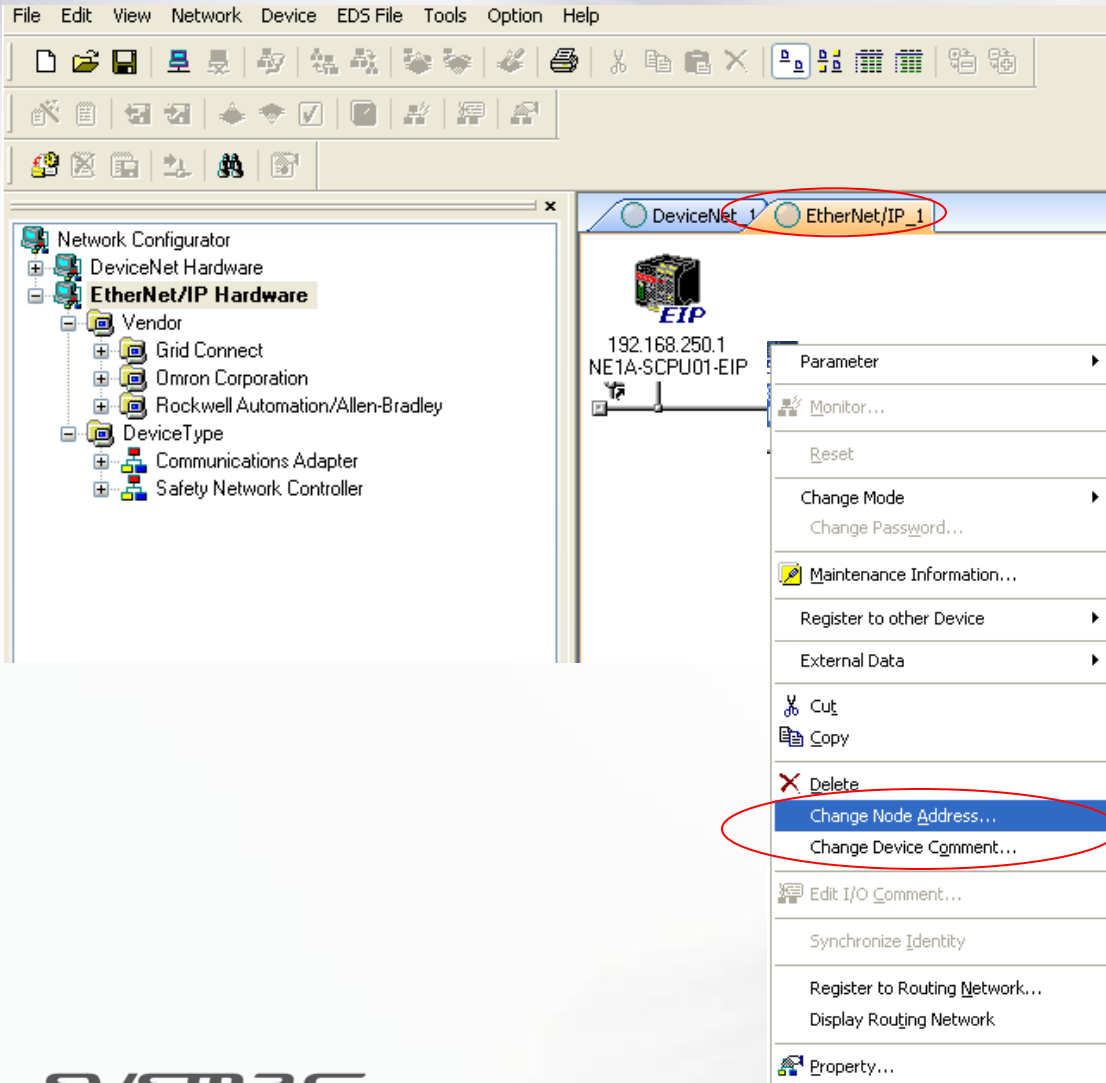 File Edit View Network Device EDS File Tools Option Help
DeviceNet_1 EtherNet/IP_1
Network Configurator
DeviceNet Hardware
EtherNet/IP Hardware
Vendor
Grid Connect
Omron Corporation
Rockwell Automation/Allen-Bradley
DeviceType
Communications Adapter
Safety Network Controller
EIP
192.168.250.1
NE1A-SCPU01-EIP
Parameter
Monitor...
Reset
Change Mode
Change Password...
Maintenance Information...
Register to other Device
External Data
Cut
Copy
Delete
Change Node Address...
Change Device Comment...
Edit I/O Comment...
Synchronize Identity
Register to Routing Network...
Display Routing Network
Property...